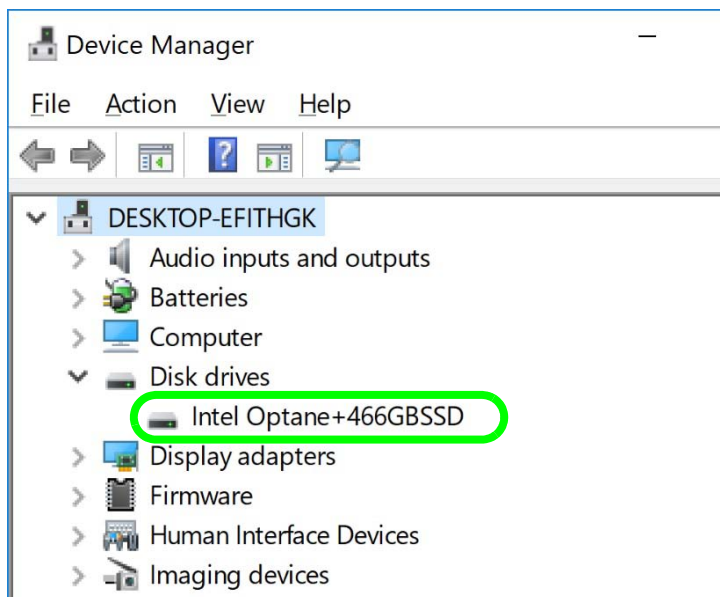 Device Manager
File Action View Help
DESKTOP-EFITHGK
Audio inputs and outputs
Batteries
Computer
Disk drives
Intel Optane+466GBSSD
Display adapters
Firmware
Human Interface Devices
Imaging devices